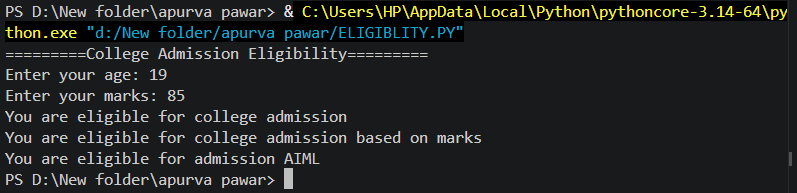 PS D:\New folder\apurva pawar> & C:\Users\HP\AppData\Local\Python\pythoncore-3.14-64\py
thon.exe "d:/New folder/apurva pawar/ELIGIBLITY.PY"
=========College Admission Eligibility=========
Enter your age: 19
Enter your marks: 85
You are eligible for college admission
You are eligible for college admission based on marks
You are eligible for admission AIML
PS D:\New folder\apurva pawar>